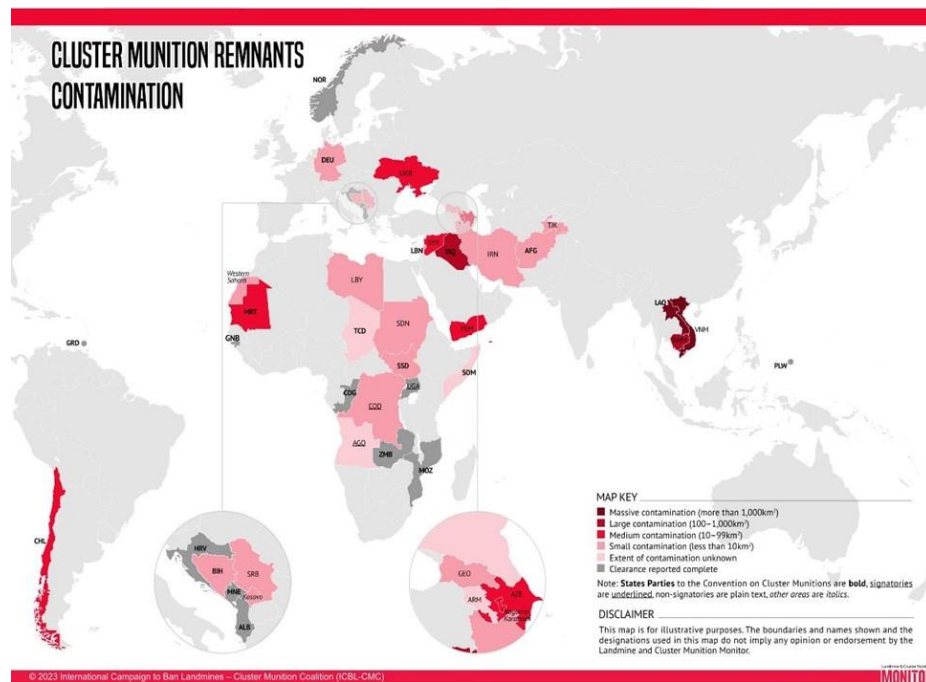 CLUSTER MUNITION REMNANTS
CONTAMINATION
NOR
DEU
UKR
TJK
LBN
SYR
IRQ
IRN
AFG
Western
Sahara
LBY
MRT
LAO
VNM
TCD
SDN
YEM
GNB
GRD
SSD
SOM
PLW
COG
UGA
COD
AGO
ZMB
MOZ
CHL
HRV
BIH
SRB
MNE
Kosovo
ALB
GEO
ARM
AZE
Karabakh
MAP KEY
Massive contamination (more than 1,000km²)
Large contamination (100–1,000km²)
Medium contamination (10–99km²)
Small contamination (less than 10km²)
Extent of contamination unknown
Clearance reported complete
Note: States Parties to the Convention on Cluster Munitions are bold, signatories
are underlined, non-signatories are plain text, other areas are italics.
DISCLAIMER
This map is for illustrative purposes. The boundaries and names shown and the
designations used in this map do not imply any opinion or endorsement by the
Landmine and Cluster Munition Monitor.
© 2023 International Campaign to Ban Landmines – Cluster Munition Coalition (ICBL-CMC)
Landmine & Cluster Muni
MONITO